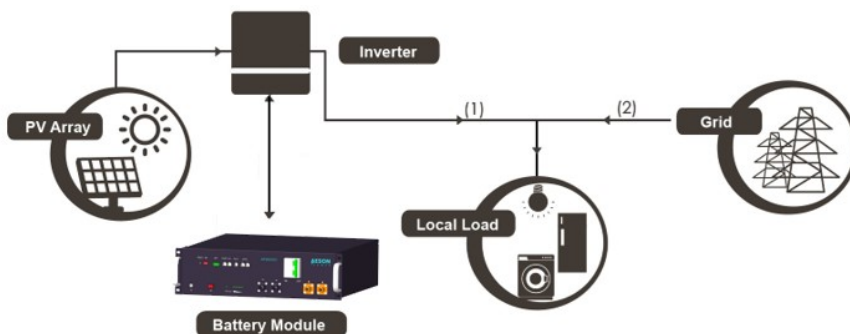 Inverter
PV Array
(1)
(2)
Grid
Local Load
Battery Module